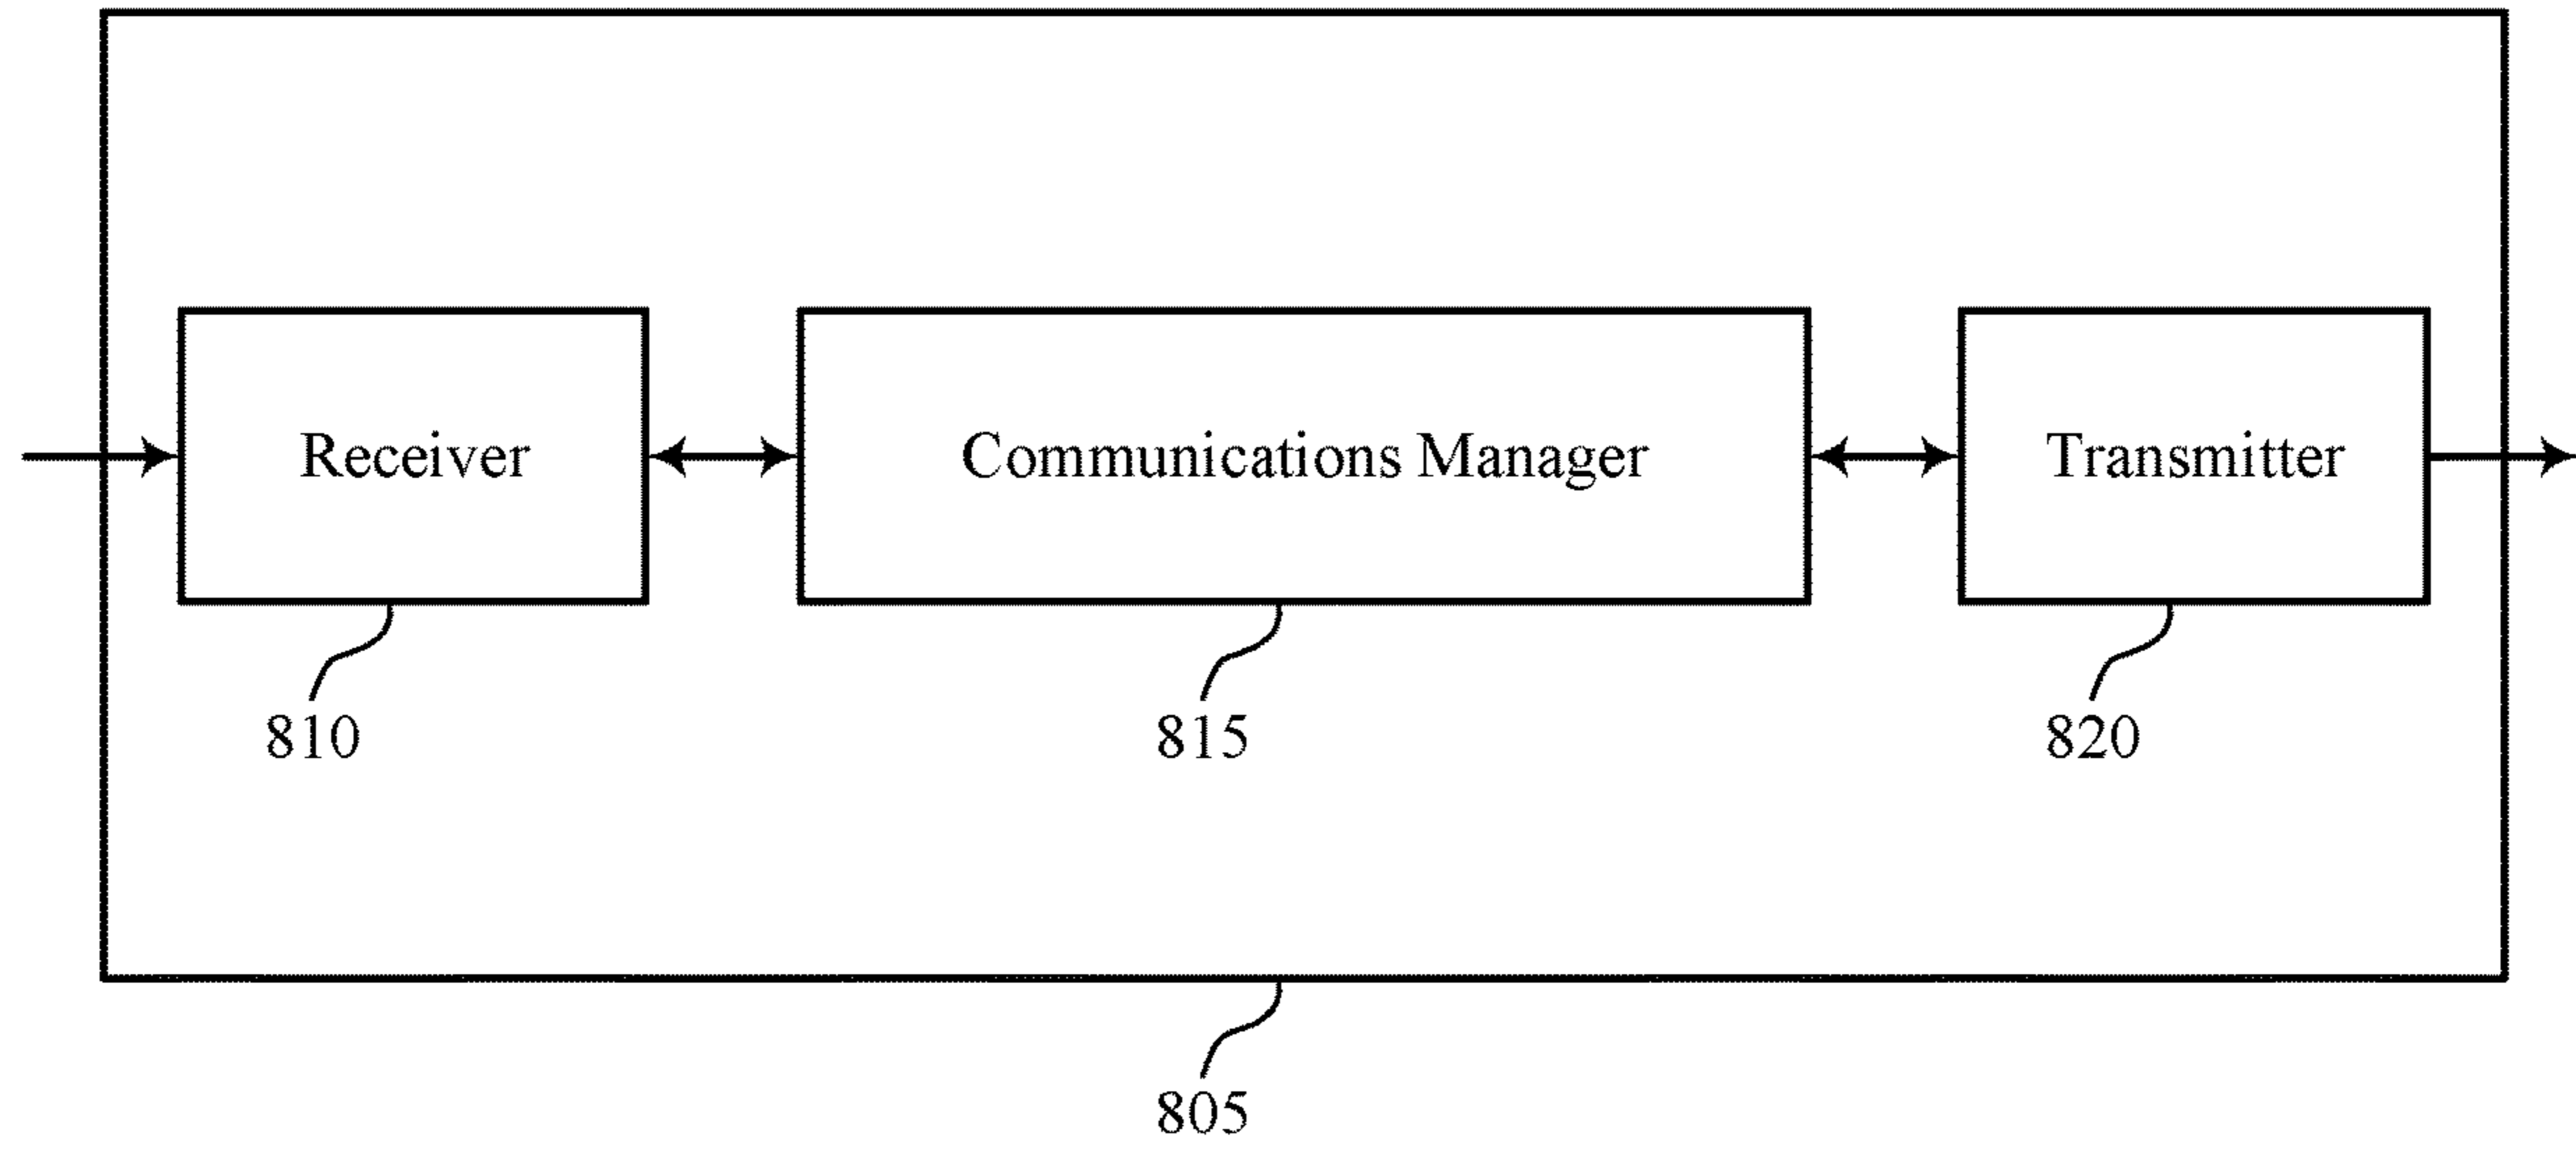 Receiver
Communications Manager
Transmitter
810
815
820
805